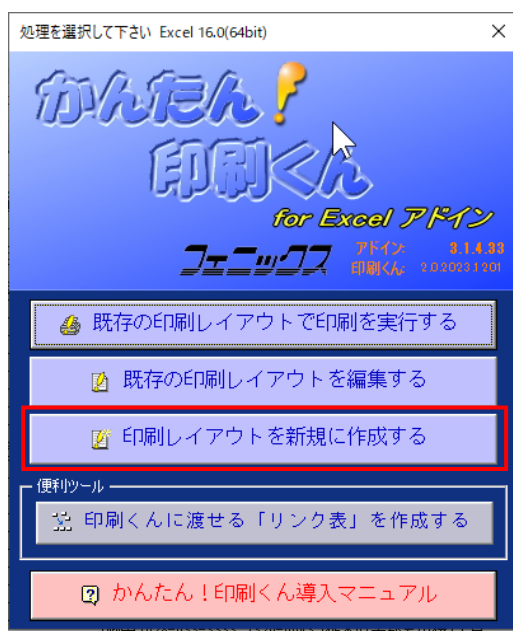 処理を選択して下さい Excel 16.0(64bit)
かんたん!
印刷くん
for Excel アドイン
フェニックス
アドイン: 3.1.4.33
印刷くん: 2.0.20231201
既存の印刷レイアウトで印刷を実行する
既存の印刷レイアウトを編集する
印刷レイアウトを新規に作成する
便利ツール
印刷くんに渡せる「リンク表」を作成する
かんたん!印刷くん導入マニュアル